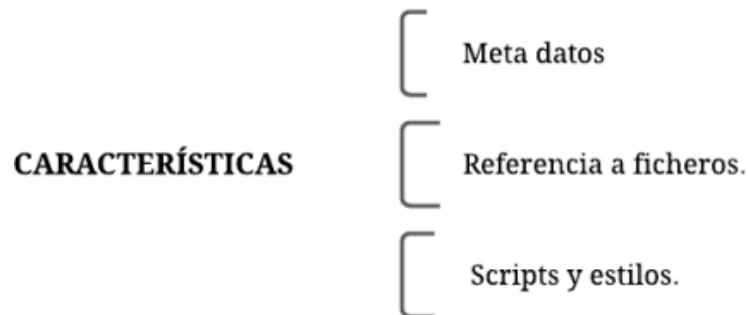 Meta datos
CARACTERÍSTICAS
Referencia a ficheros.
Scripts y estilos.